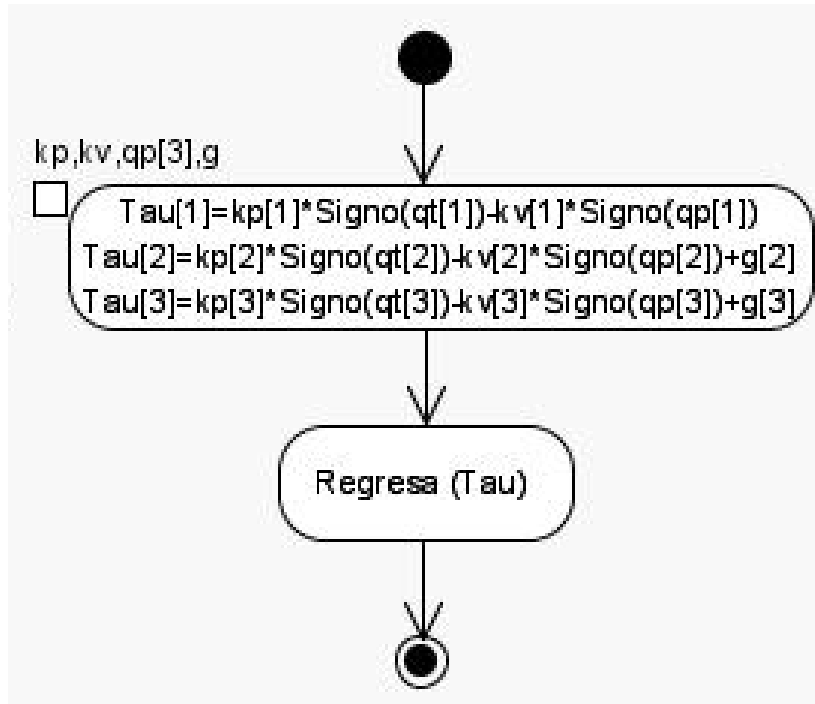 kp,kv,qp[3],g
Tau[1]=kp[1]*Signo(qt[1])-kv[1]*Signo(qp[1])
Tau[2]=kp[2]*Signo(qt[2])-kv[2]*Signo(qp[2])+g[2]
Tau[3]=kp[3]*Signo(qt[3])-kv[3]*Signo(qp[3])+g[3]
Regresa (Tau)